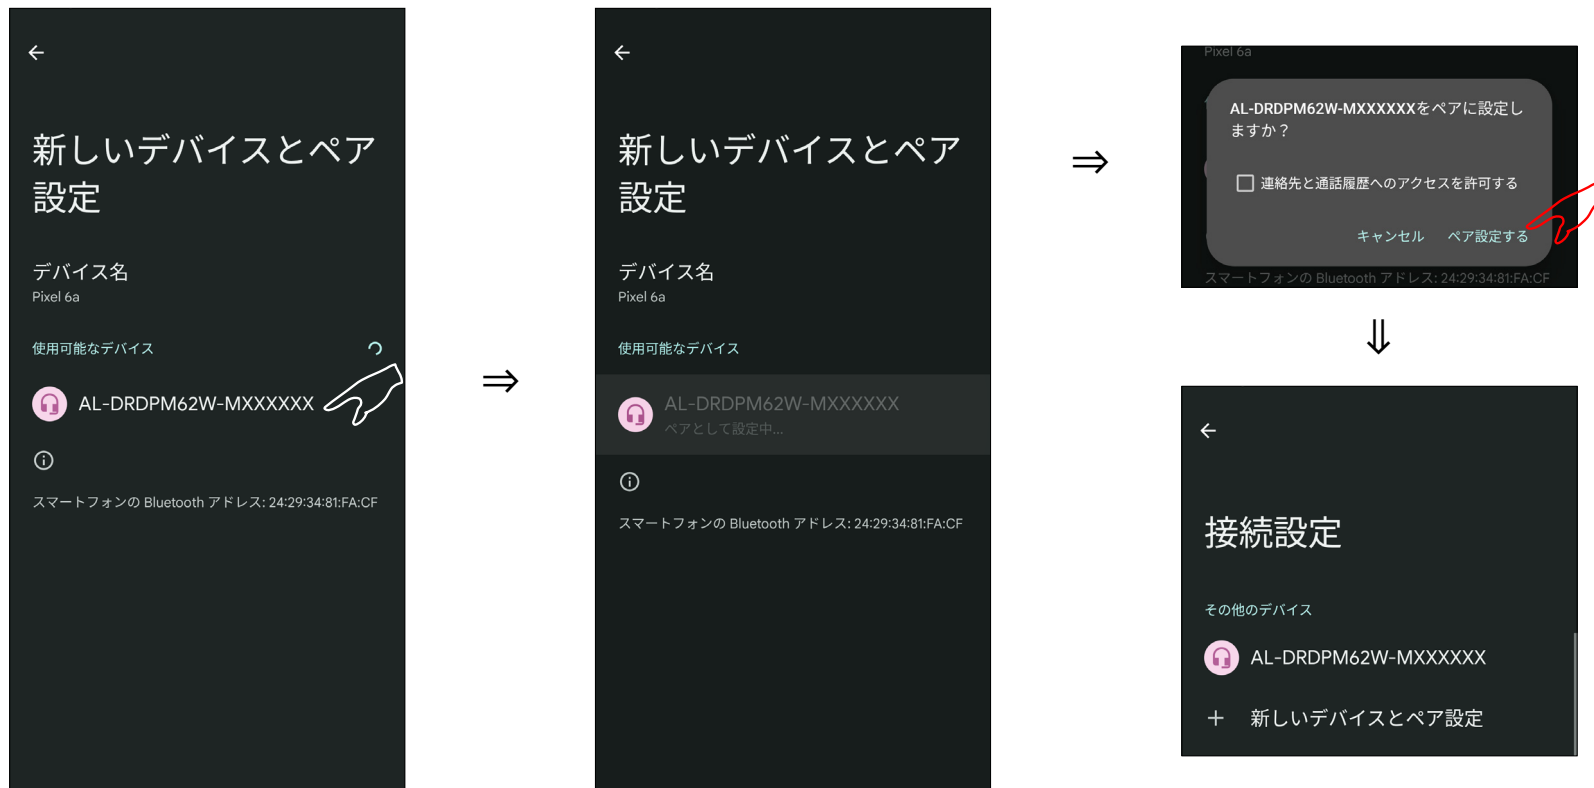 新しいデバイスとペア
設定
デバイス名
Pixel 6a
使用可能なデバイス
AL-DRDPM62W-MXXXXXX
スマートフォンの Bluetooth アドレス: 24:29:34:81:FA:CF
⇒
新しいデバイスとペア
設定
デバイス名
Pixel 6a
使用可能なデバイス
AL-DRDPM62W-MXXXXXX
ペアとして設定中...
スマートフォンの Bluetooth アドレス: 24:29:34:81:FA:CF
⇒
Pixel 6a
AL-DRDPM62W-MXXXXXXをペアに設定し
ますか？
連絡先と通話履歴へのアクセスを許可する
キャンセル ペア設定する
スマートフォンの Bluetooth アドレス: 24:29:34:81:FA:CF
⇓
接続設定
その他のデバイス
AL-DRDPM62W-MXXXXXX
+ 新しいデバイスとペア設定